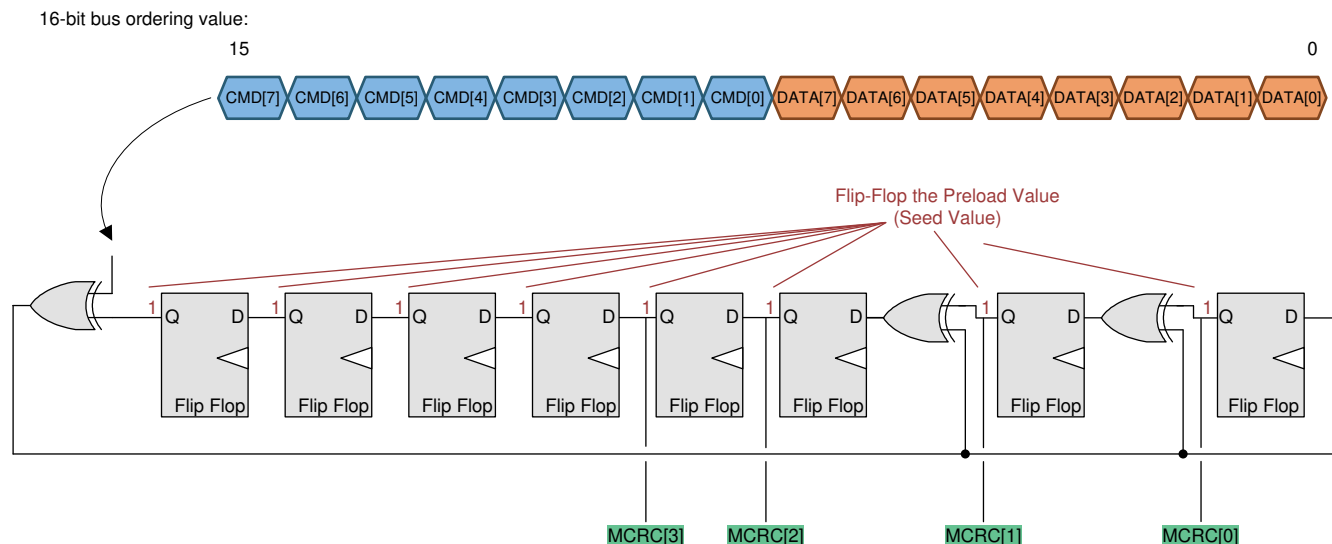 16-bit bus ordering value:
15 0
CMD[7] CMD[6] CMD[5] CMD[4] CMD[3] CMD[2] CMD[1] CMD[0] DATA[7] DATA[6] DATA[5] DATA[4] DATA[3] DATA[2] DATA[1] DATA[0]
Flip-Flop the Preload Value
(Seed Value)
1 1 1 1 1 1 1 1
Q D Q D Q D Q D Q D Q D Q D Q D
Flip Flop Flip Flop Flip Flop Flip Flop Flip Flop Flip Flop Flip Flop Flip Flop
MCRC[3] MCRC[2] MCRC[1] MCRC[0]